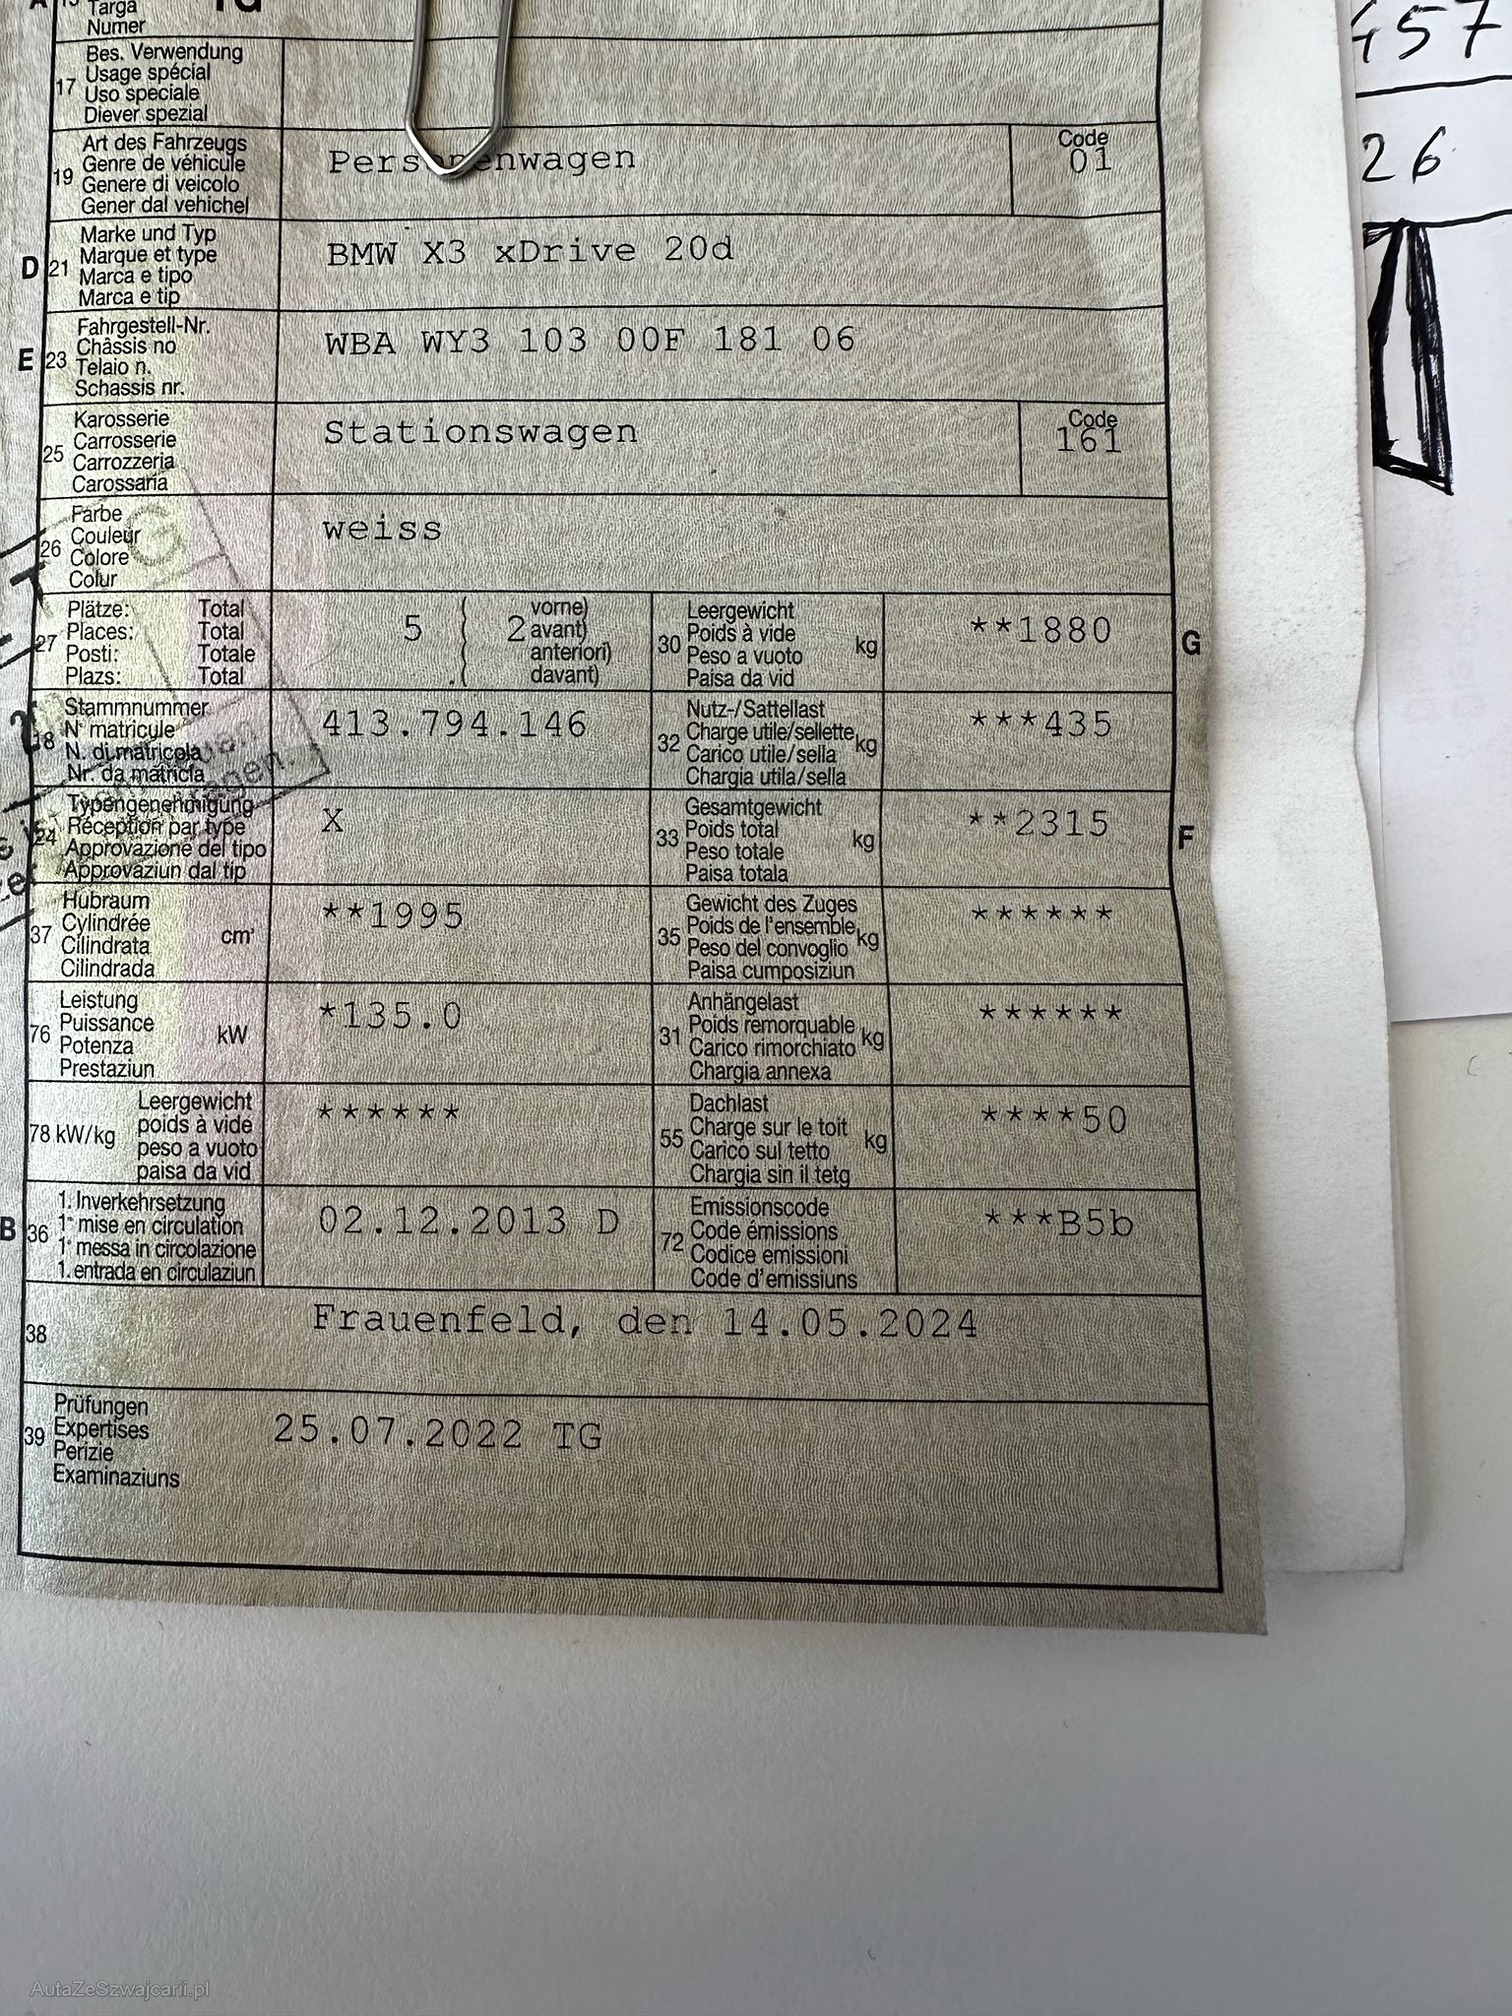 Targa
Numer
17 Bes. Verwendung
Usage spécial
Uso speciale
Diever spezial
19 Art des Fahrzeugs
Genre de véhicule
Genere di veicolo
Gener dal vehichel
Personenwagen
Code
01
D 21 Marke und Typ
Marque et type
Marca e tipo
Marca e tip
BMW X3 xDrive 20d
E 23 Fahrgestell-Nr.
Châssis no
Telaio n.
Schassis nr.
WBA WY3 103 00F 181 06
25 Karosserie
Carrosserie
Carrozzeria
Carossaria
Stationswagen
Code
161
26 Farbe
Couleur
Colore
Colur
weiss
27 Plätze: Total
Places: Total
Posti: Totale
Plazs: Total
5 ( 2 vorne)
avant)
anteriori)
davant)
30 Leergewicht
Poids à vide
Peso a vuoto
Paisa da vid
kg
**1880
G
18 Stammnummer
N° matricule
N. di matricola
Nr. da matricla
413.794.146
32 Nutz-/Sattellast
Charge utile/sellette
Carico utile/sella
Chargia utila/sella
kg
***435
24 Typengenehmigung
Réception par type
Approvazione del tipo
Approvaziun dal tip
X
33 Gesamtgewicht
Poids total
Peso totale
Paisa totala
kg
**2315
F
37 Hubraum
Cylindrée
Cilindrata
Cilindrada
cm³
**1995
35 Gewicht des Zuges
Poids de l'ensemble
Peso del convoglio
Paisa cumposiziun
kg
******
76 Leistung
Puissance
Potenza
Prestaziun
kW
*135.0
31 Anhängelast
Poids remorquable
Carico rimorchiato
Chargia annexa
kg
******
78 kW/kg Leergewicht
poids à vide
peso a vuoto
paisa da vid
******
55 Dachlast
Charge sur le toit
Carico sul tetto
Chargia sin il tetg
kg
****50
B 36 1. Inverkehrsetzung
1re mise en circulation
1a messa in circolazione
1. entrada en circulaziun
02.12.2013 D
72 Emissionscode
Code émissions
Codice emissioni
Code d'emissiuns
***B5b
38 Frauenfeld, den 14.05.2024
39 Prüfungen
Expertises
Perizie
Examinaziuns
25.07.2022 TG
457
26
AutaZeSzwajcarii.pl